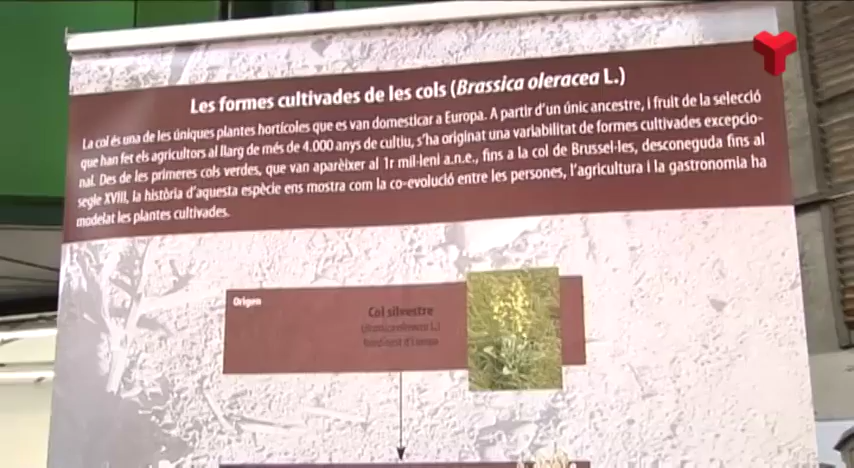 Les formes cultivades de les cols (Brassica oleracea L.)
La col és una de les úniques plantes hortícoles que es van domesticar a Europa. A partir d'un únic ancestre, i fruit de la selecció
que han fet els agricultors al llarg de més de 4.000 anys de cultiu, s'ha originat una variabilitat de formes cultivades excepcio-
nal. Des de les primeres cols verdes, que van aparèixer al 1r mil·leni a.n.e., fins a la col de Brussel·les, desconeguda fins al
segle XVIII, la història d'aquesta espècie ens mostra com la co-evolució entre les persones, l'agricultura i la gastronomia ha
modelat les plantes cultivades.
Origen
Col silvestre
(Brassica oleracea L.)